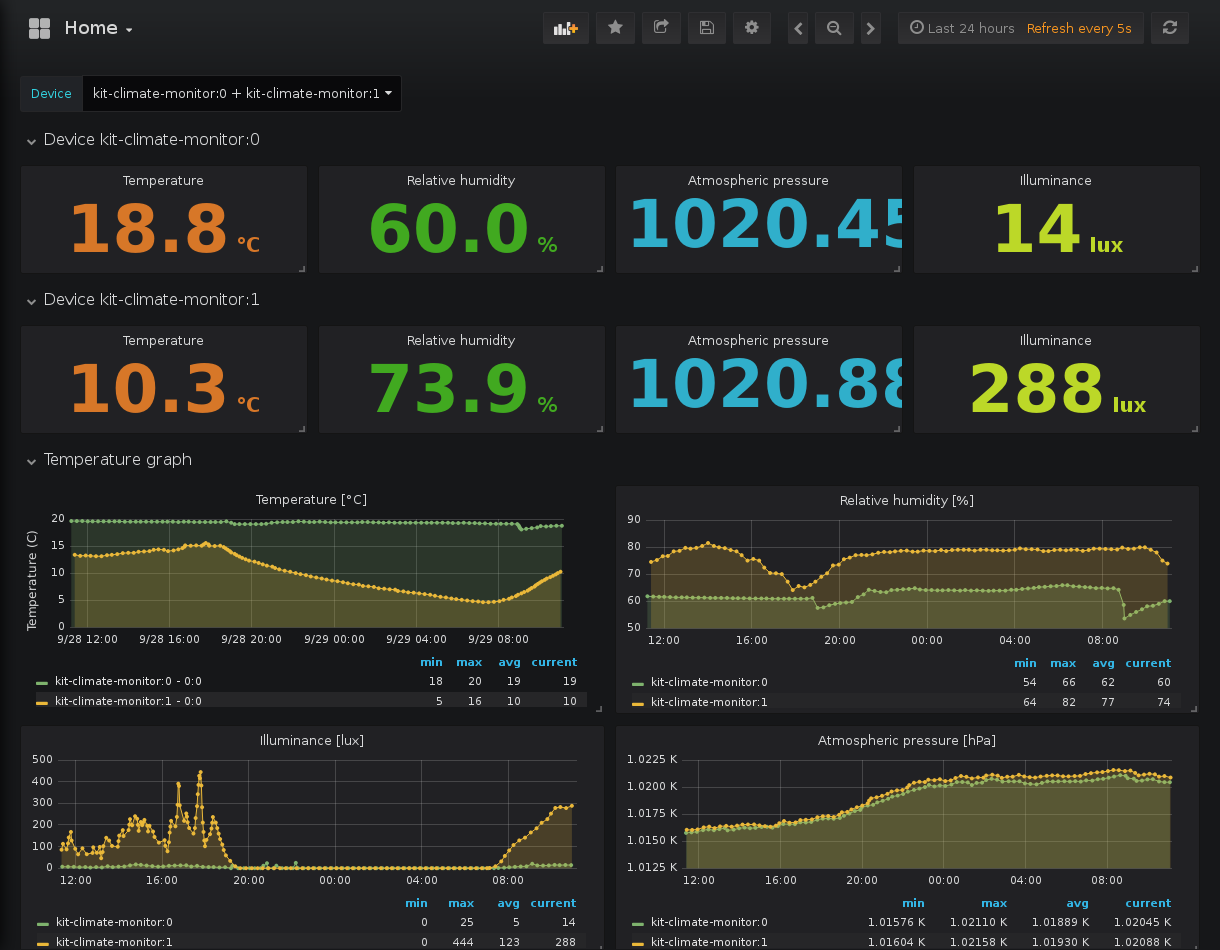 Home
Last 24 hours Refresh every 5s
Device kit-climate-monitor:0 + kit-climate-monitor:1
Device kit-climate-monitor:0
Temperature Relative humidity Atmospheric pressure Illuminance
18.8 °C 60.0 % 1020.45 14 lux
Device kit-climate-monitor:1
Temperature Relative humidity Atmospheric pressure Illuminance
10.3 °C 73.9 % 1020.88 288 lux
Temperature graph
Temperature [°C]
Temperature (C)
20
15
10
5
0
9/28 12:00 9/28 16:00 9/28 20:00 9/29 00:00 9/29 04:00 9/29 08:00
min max avg current
kit-climate-monitor:0 - 0:0 18 20 19 19
kit-climate-monitor:1 - 0:0 5 16 10 10
Relative humidity [%]
90
80
70
60
50
12:00 16:00 20:00 00:00 04:00 08:00
min max avg current
kit-climate-monitor:0 54 66 62 60
kit-climate-monitor:1 64 82 77 74
Illuminance [lux]
500
400
300
200
100
0
12:00 16:00 20:00 00:00 04:00 08:00
min max avg current
kit-climate-monitor:0 0 25 5 14
kit-climate-monitor:1 0 444 123 288
Atmospheric pressure [hPa]
1.0225 K
1.0200 K
1.0175 K
1.0150 K
1.0125 K
12:00 16:00 20:00 00:00 04:00 08:00
min max avg current
kit-climate-monitor:0 1.01576 K 1.02110 K 1.01889 K 1.02045 K
kit-climate-monitor:1 1.01604 K 1.02158 K 1.01930 K 1.02088 K